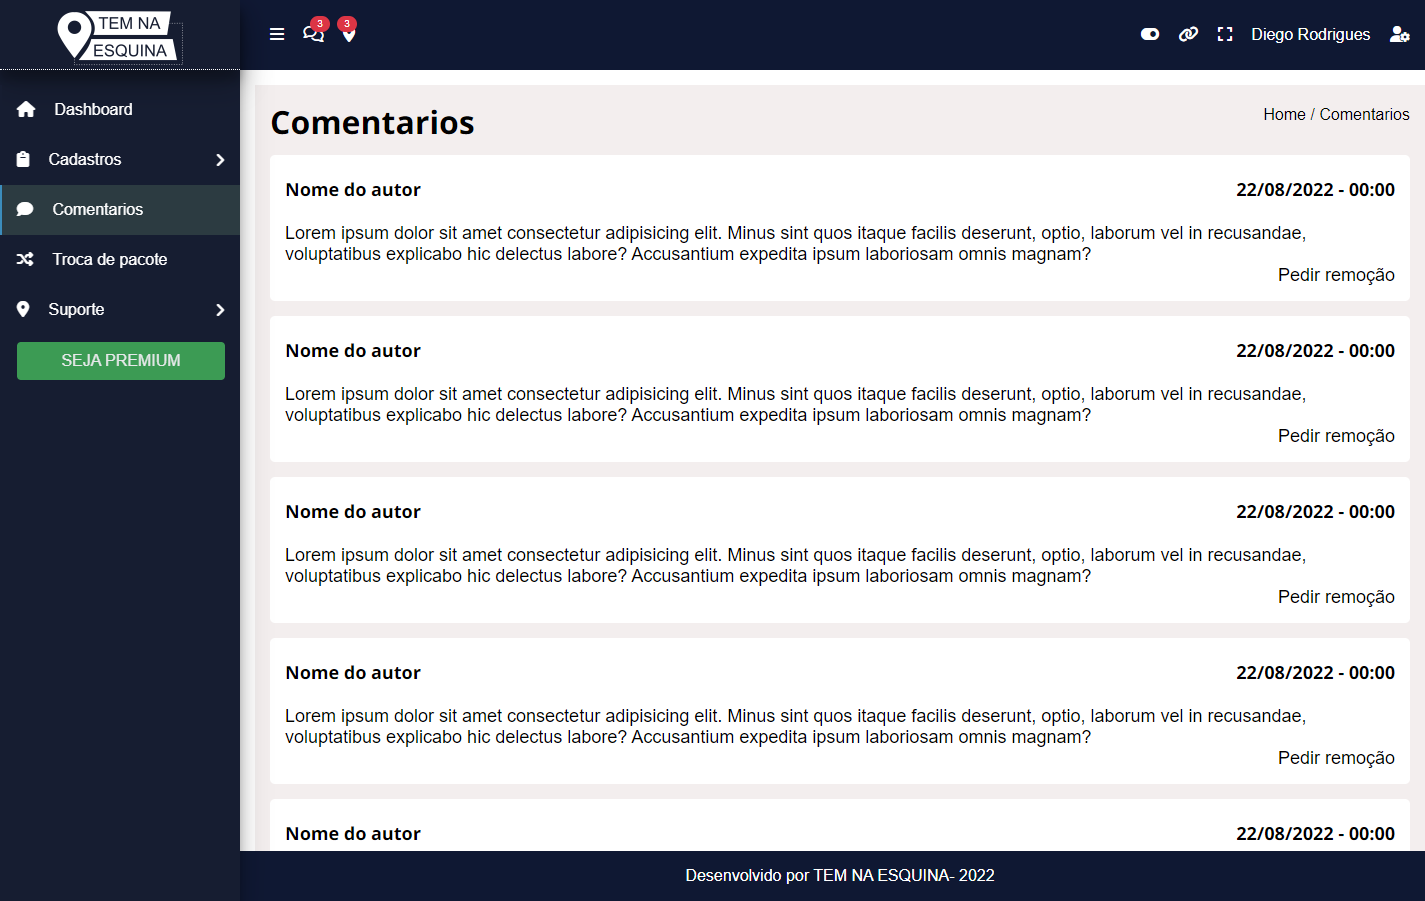 TEM NA
ESQUINA
3
3
Diego Rodrigues
Dashboard
Cadastros
Comentarios
Troca de pacote
Suporte
SEJA PREMIUM
Comentarios
Home / Comentarios
Nome do autor
22/08/2022 - 00:00
Lorem ipsum dolor sit amet consectetur adipisicing elit. Minus sint quos itaque facilis deserunt, optio, laborum vel in recusandae,
voluptatibus explicabo hic delectus labore? Accusantium expedita ipsum laboriosam omnis magnam?
Pedir remoção
Nome do autor
22/08/2022 - 00:00
Lorem ipsum dolor sit amet consectetur adipisicing elit. Minus sint quos itaque facilis deserunt, optio, laborum vel in recusandae,
voluptatibus explicabo hic delectus labore? Accusantium expedita ipsum laboriosam omnis magnam?
Pedir remoção
Nome do autor
22/08/2022 - 00:00
Lorem ipsum dolor sit amet consectetur adipisicing elit. Minus sint quos itaque facilis deserunt, optio, laborum vel in recusandae,
voluptatibus explicabo hic delectus labore? Accusantium expedita ipsum laboriosam omnis magnam?
Pedir remoção
Nome do autor
22/08/2022 - 00:00
Lorem ipsum dolor sit amet consectetur adipisicing elit. Minus sint quos itaque facilis deserunt, optio, laborum vel in recusandae,
voluptatibus explicabo hic delectus labore? Accusantium expedita ipsum laboriosam omnis magnam?
Pedir remoção
Nome do autor
22/08/2022 - 00:00
Desenvolvido por TEM NA ESQUINA- 2022